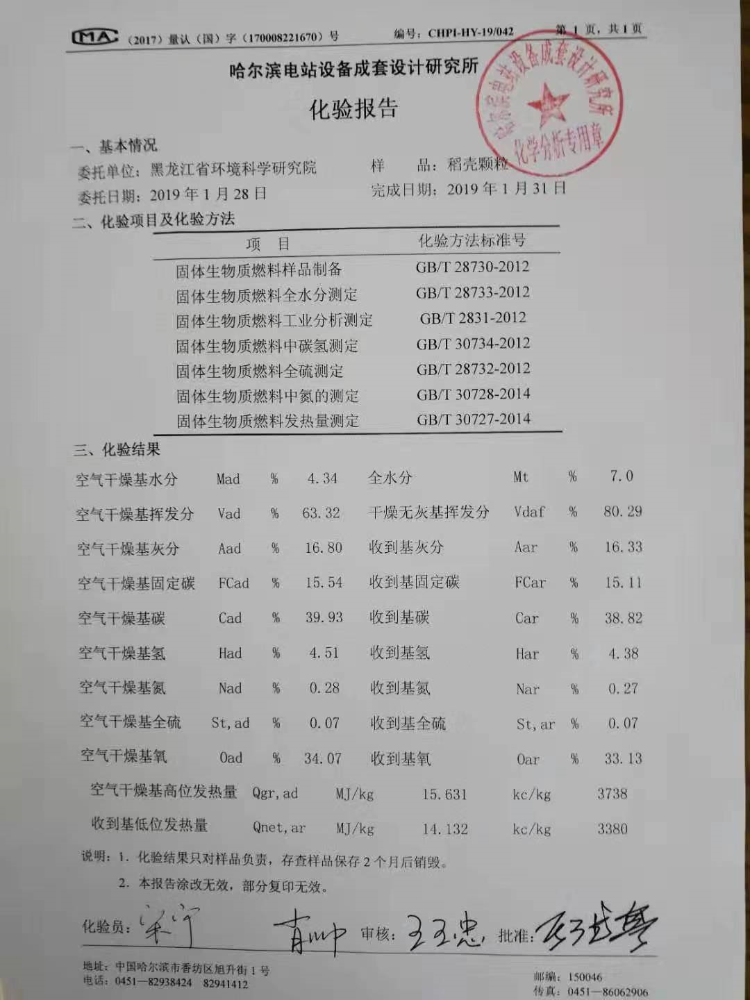 CMA （2017）量认（国）字（170008221670）号 编号：CHPI-HY-19/042 第 1 页，共1页
哈尔滨电站设备成套设计研究所
化验报告
哈尔滨电站设备成套设计研究所
化学分析专用章
一、基本情况
委托单位：黑龙江省环境科学研究院 样 品：稻壳颗粒
委托日期：2019 年 1 月 28 日 完成日期：2019 年 1 月 31 日
二、化验项目及化验方法
项 目 化验方法标准号
固体生物质燃料样品制备 GB/T 28730-2012
固体生物质燃料全水分测定 GB/T 28733-2012
固体生物质燃料工业分析测定 GB/T 2831-2012
固体生物质燃料中碳氢测定 GB/T 30734-2012
固体生物质燃料全硫测定 GB/T 28732-2012
固体生物质燃料中氮的测定 GB/T 30728-2014
固体生物质燃料发热量测定 GB/T 30727-2014
三、化验结果
空气干燥基水分 Mad % 4.34 全水分 Mt % 7.0
空气干燥基挥发分 Vad % 63.32 干燥无灰基挥发分 Vdaf % 80.29
空气干燥基灰分 Aad % 16.80 收到基灰分 Aar % 16.33
空气干燥基固定碳 FCad % 15.54 收到基固定碳 FCar % 15.11
空气干燥基碳 Cad % 39.93 收到基碳 Car % 38.82
空气干燥基氢 Had % 4.51 收到基氢 Har % 4.38
空气干燥基氮 Nad % 0.28 收到基氮 Nar % 0.27
空气干燥基全硫 St,ad % 0.07 收到基全硫 St,ar % 0.07
空气干燥基氧 Oad % 34.07 收到基氧 Oar % 33.13
空气干燥基高位发热量 Qgr,ad MJ/kg 15.631 kc/kg 3738
收到基低位发热量 Qnet,ar MJ/kg 14.132 kc/kg 3380
说明：1. 化验结果只对样品负责，存查样品保存 2 个月后销毁。
2. 本报告涂改无效，部分复印无效。
化验员： 审核：王玉忠 批准：
地址：中国哈尔滨市香坊区旭升街 1 号
电话：0451—82938424 82941412
邮编：150046
传真：0451—86062906